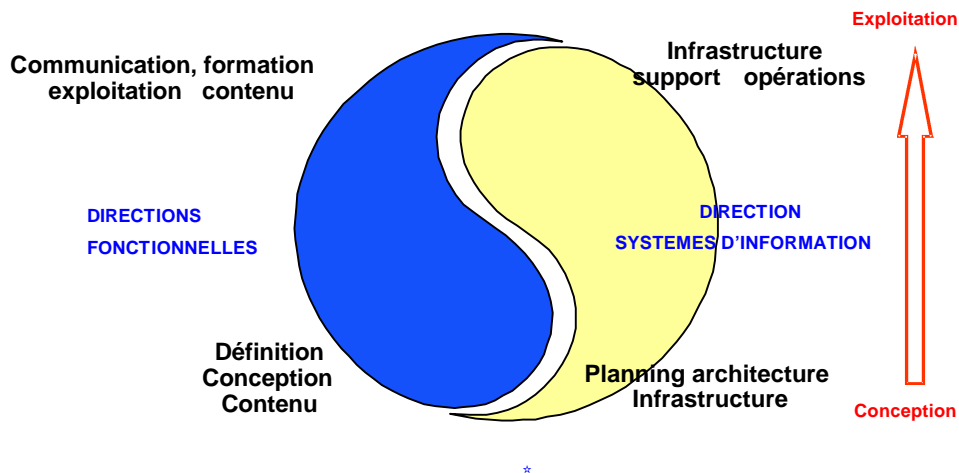 Exploitation
Communication, formation
exploitation contenu
Infrastructure
support opérations
DIRECTIONS
FONCTIONNELLES
DIRECTION
SYSTEMES D'INFORMATION
Définition
Conception
Contenu
Planning architecture
Infrastructure
Conception